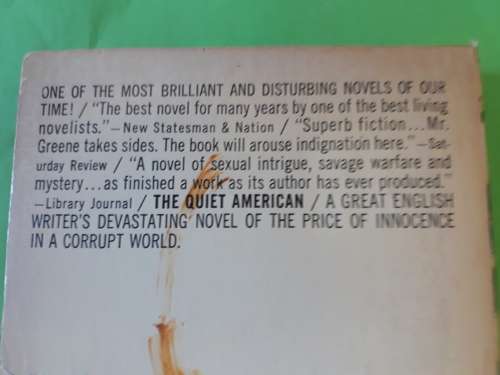 ONE OF THE MOST BRILLIANT AND DISTURBING NOVELS OF OUR
TIME! / "The best novel for many years by one of the best living
novelists."—New Statesman & Nation / "Superb fiction...Mr.
Greene takes sides. The book will arouse indignation here."—Sat-
urday Review / "A novel of sexual intrigue, savage warfare and
mystery...as finished a work as its author has ever produced."
—Library Journal / THE QUIET AMERICAN / A GREAT ENGLISH
WRITER'S DEVASTATING NOVEL OF THE PRICE OF INNOCENCE
IN A CORRUPT WORLD.